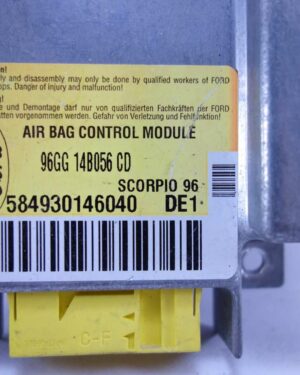 y and disassembly may only be done by qualified workers of FORD
ps. Danger of injury and malfunction!
e und Demontage darf nur von qualifizierten Fachkräften der FORD
tten vorgenommen werden. Gefahr von Verletzung und Fehlfunktion!
AIR BAG CONTROL MODULE
96GG 14B056 CD
SCORPIO 96
584930146040 DE1
C-F